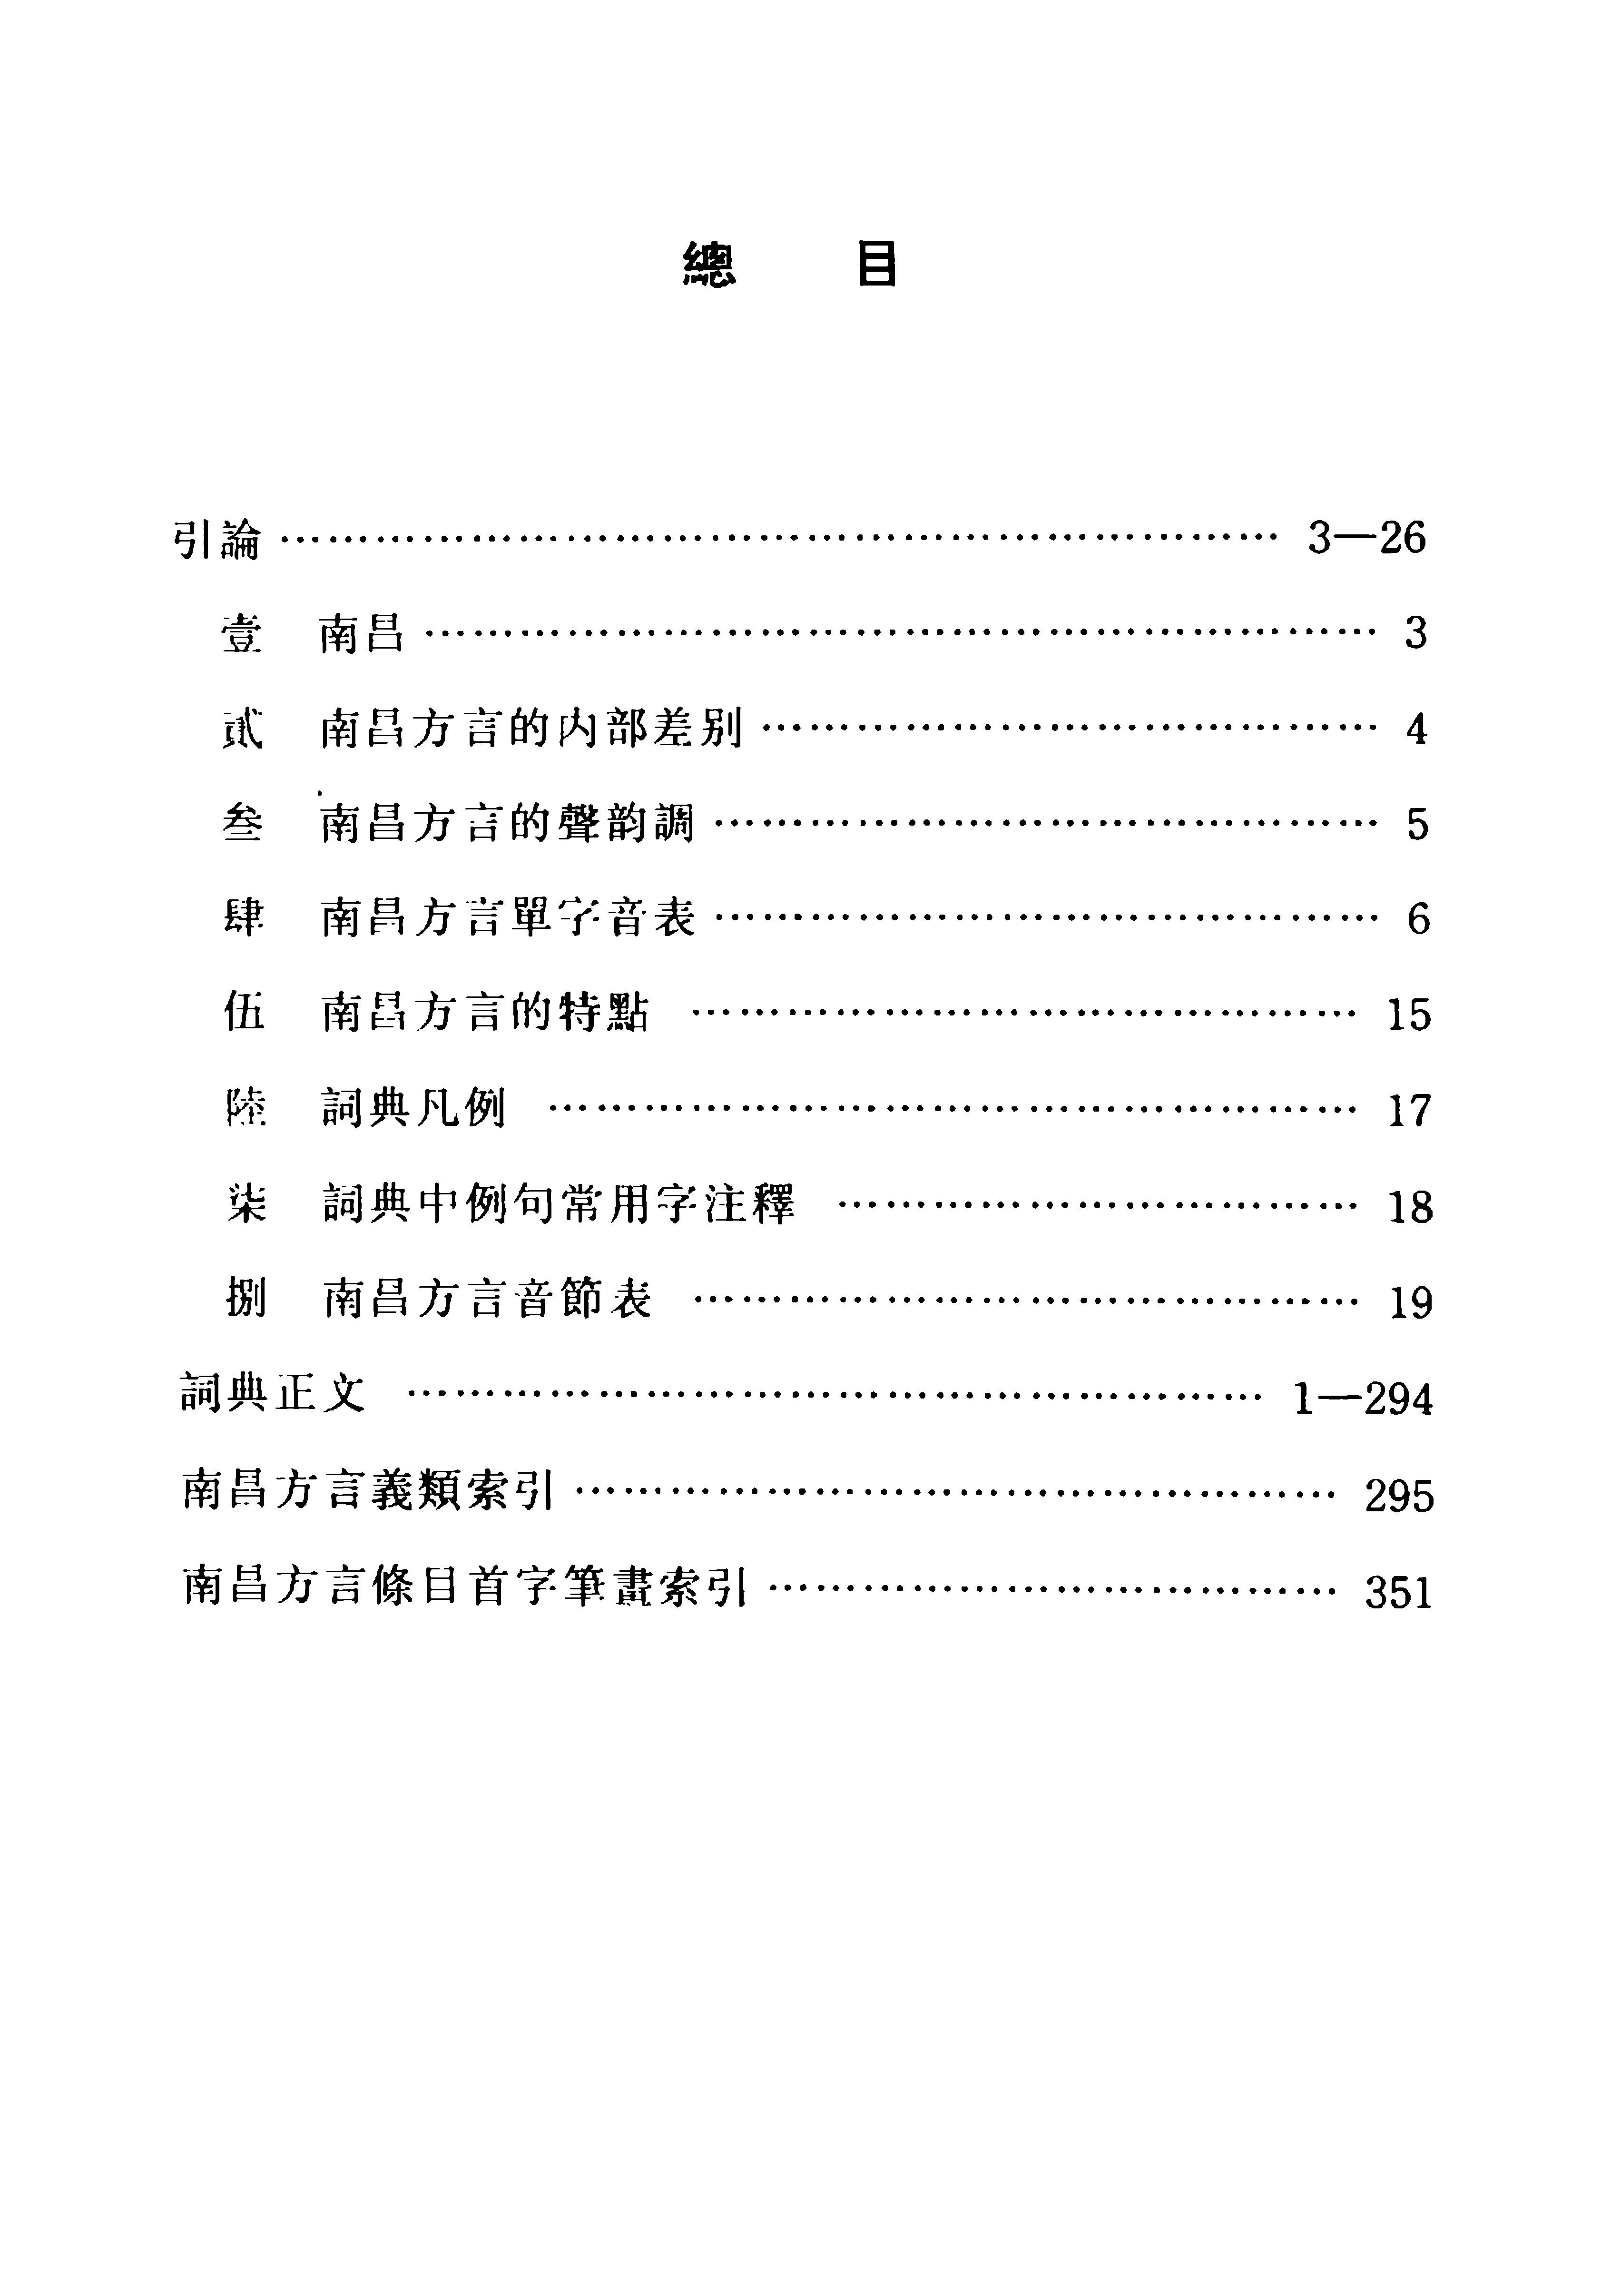 總 目
引論 …………………………………………………………… 3—26
壹 南昌 ………………………………………………………… 3
貳 南昌方言的内部差别 …………………………………… 4
叁 南昌方言的聲韵調 ……………………………………… 5
肆 南昌方言單字音表 ……………………………………… 6
伍 南昌方言的特點 ……………………………………… 15
陸 詞典凡例 ……………………………………………… 17
柒 詞典中例句常用字注釋 ……………………………… 18
捌 南昌方言音節表 ……………………………………… 19
詞典正文 …………………………………………………… 1—294
南昌方言義類索引 …………………………………………… 295
南昌方言條目首字筆畫索引 ………………………………… 351